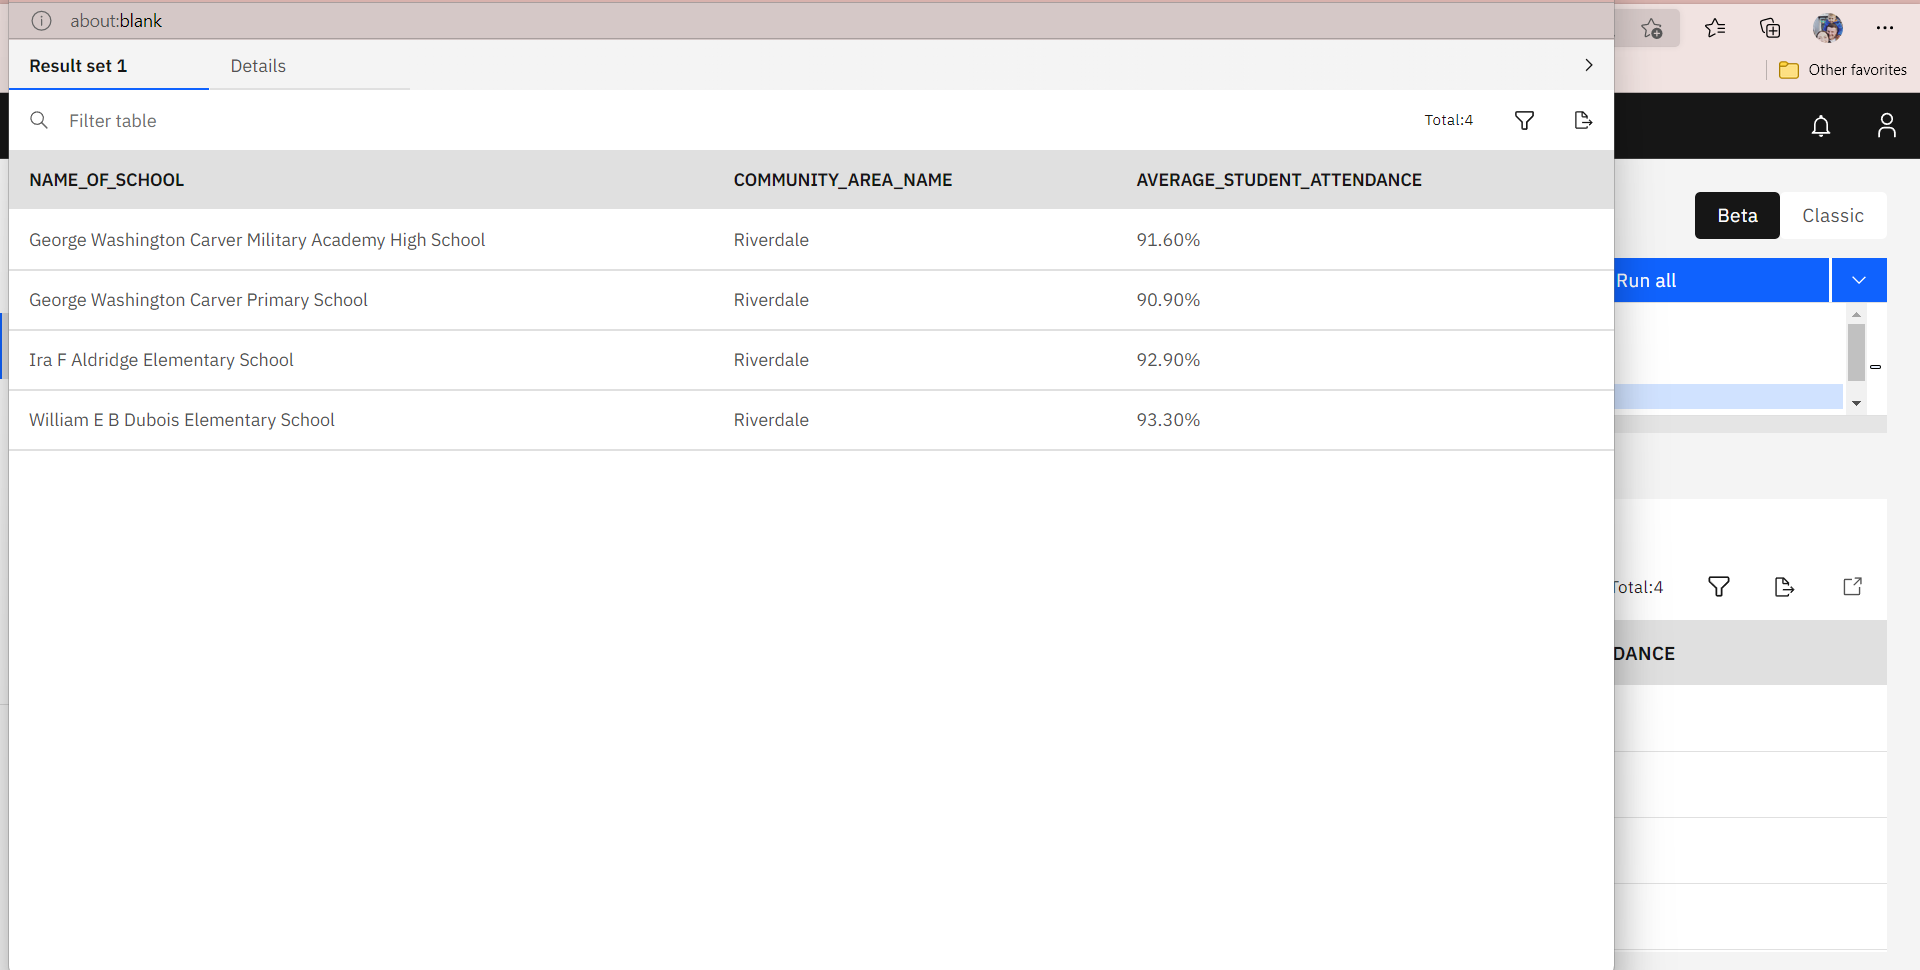 about:blank
Other favorites
Result set 1 Details
Filter table Total:4
NAME_OF_SCHOOL COMMUNITY_AREA_NAME AVERAGE_STUDENT_ATTENDANCE
George Washington Carver Military Academy High School Riverdale 91.60%
George Washington Carver Primary School Riverdale 90.90%
Ira F Aldridge Elementary School Riverdale 92.90%
William E B Dubois Elementary School Riverdale 93.30%
Beta Classic
Run all
Total:4
DANCE